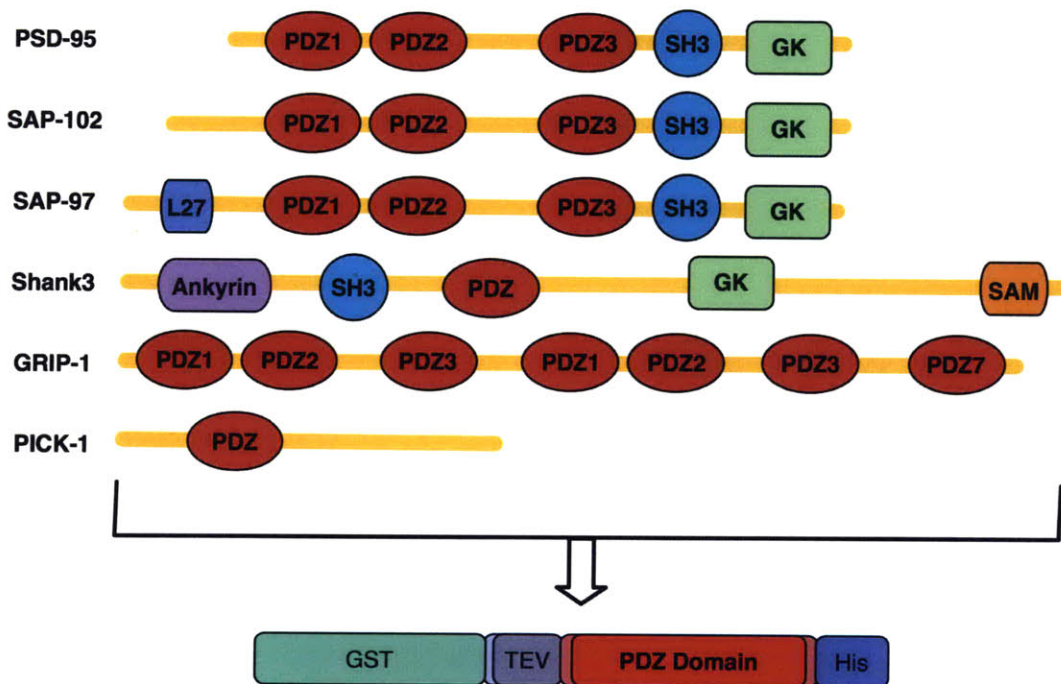 PSD-95 PDZ1 PDZ2 PDZ3 SH3 GK
SAP-102 PDZ1 PDZ2 PDZ3 SH3 GK
SAP-97 L27 PDZ1 PDZ2 PDZ3 SH3 GK
Shank3 Ankyrin SH3 PDZ GK SAM
GRIP-1 PDZ1 PDZ2 PDZ3 PDZ1 PDZ2 PDZ3 PDZ7
PICK-1 PDZ
GST TEV PDZ Domain His